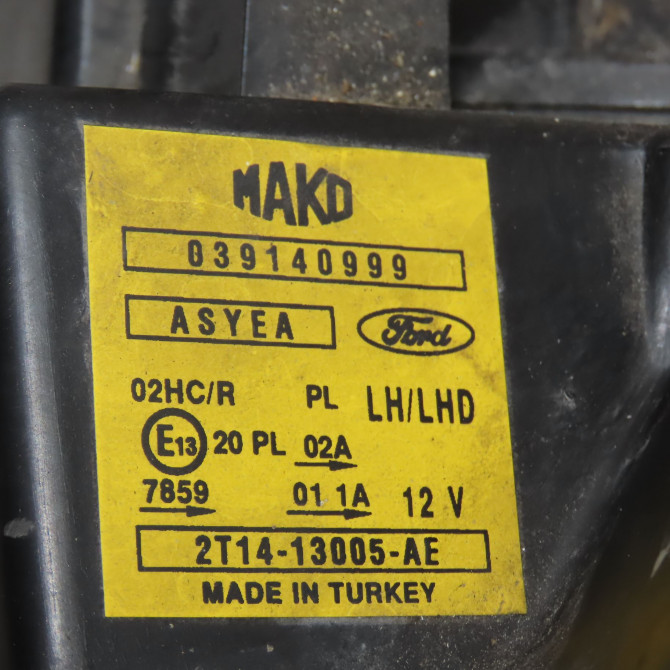 MAKO
039140999
ASYEA Ford
02HC/R PL LH/LHD
E13 20 PL 02A
7859 01 1A 12 V
2T14-13005-AE
MADE IN TURKEY